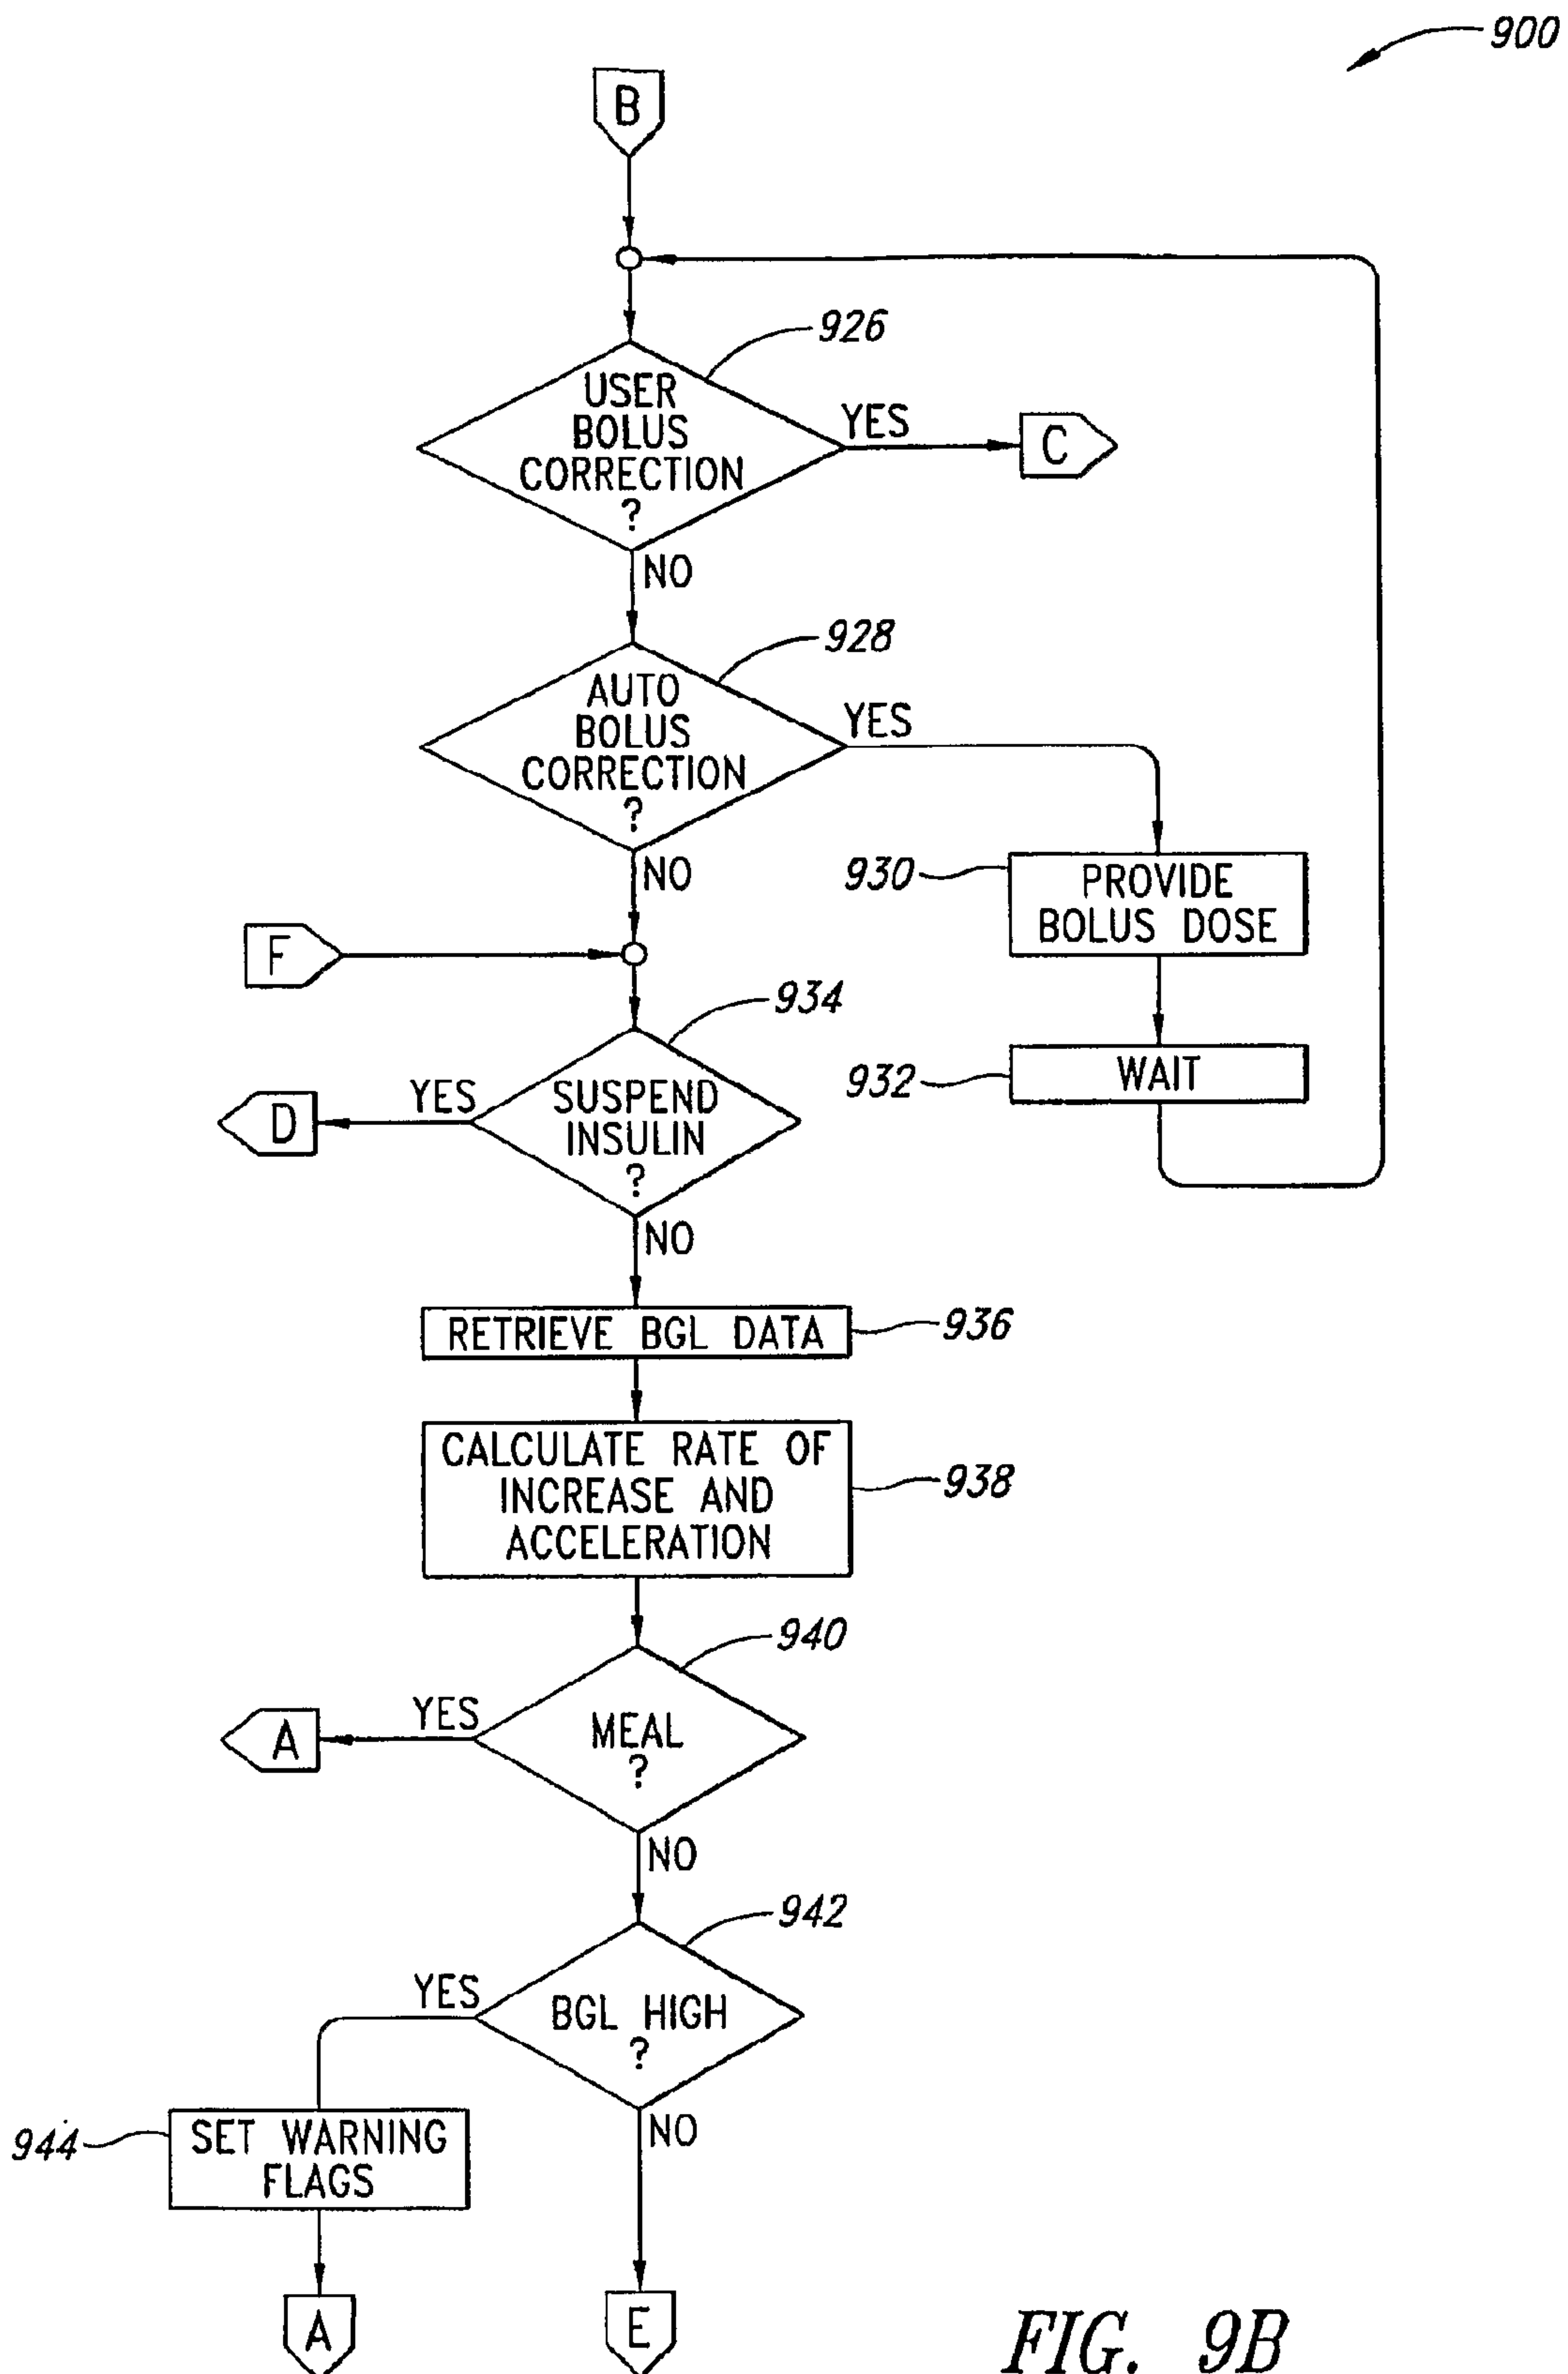 900
B
926
USER
BOLUS
CORRECTION
?
YES
C
NO
928
AUTO
BOLUS
CORRECTION
?
YES
NO
930
PROVIDE
BOLUS DOSE
F
934
SUSPEND
INSULIN
?
YES
D
932
WAIT
NO
RETRIEVE BGL DATA
936
CALCULATE RATE OF
INCREASE AND
ACCELERATION
938
940
MEAL
?
YES
A
NO
942
BGL HIGH
?
YES
NO
944
SET WARNING
FLAGS
A
E
FIG. 9B